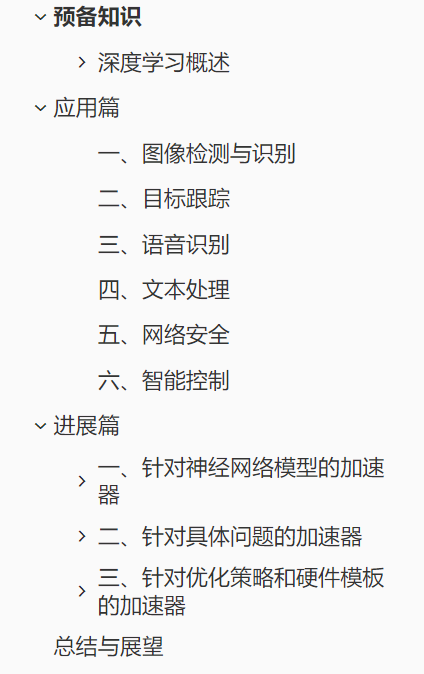 预备知识
深度学习概述
应用篇
一、图像检测与识别
二、目标跟踪
三、语音识别
四、文本处理
五、网络安全
六、智能控制
进展篇
一、针对神经网络模型的加速
器
二、针对具体问题的加速器
三、针对优化策略和硬件模板
的加速器
总结与展望